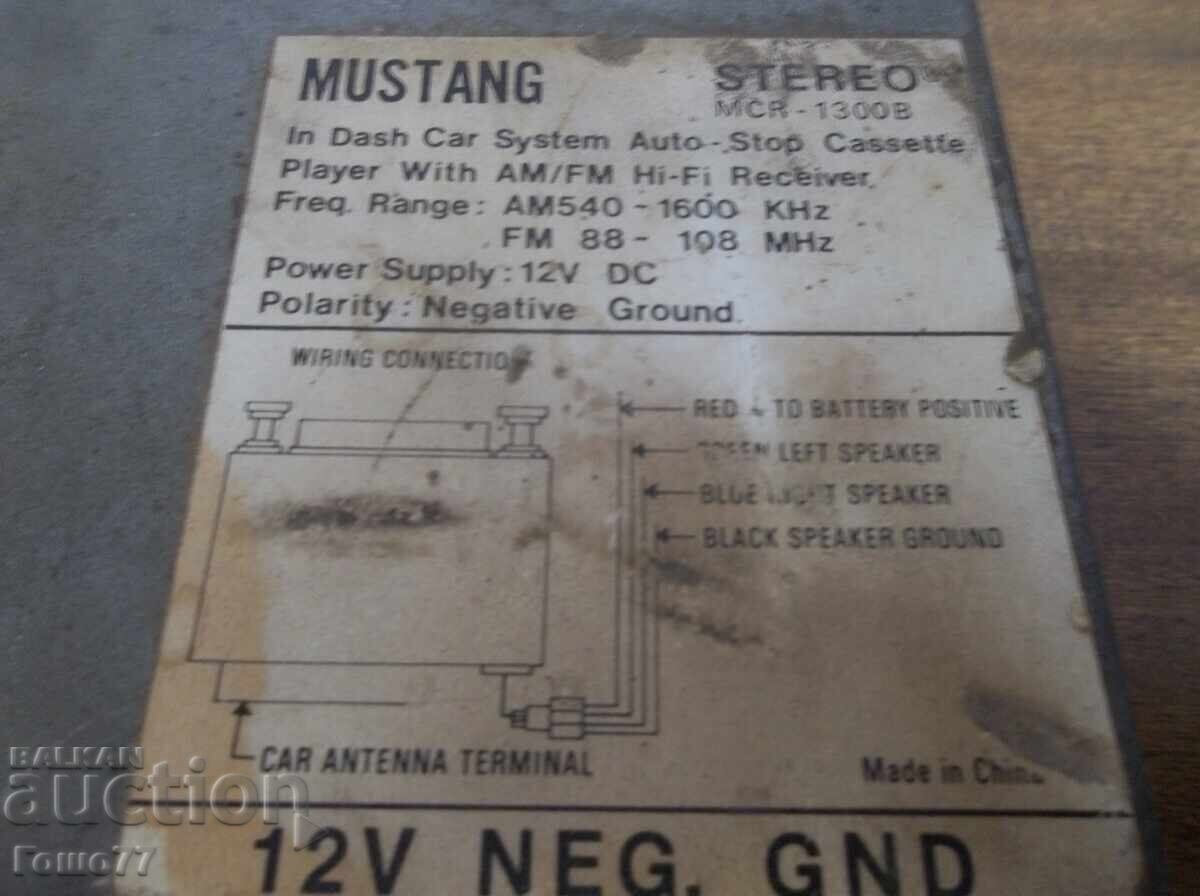 MUSTANG STEREO
MCR-1300B
In Dash Car System Auto-Stop Cassette
Player With AM/FM Hi-Fi Receiver.
Freq. Range: AM540-1600 KHz
FM 88-108 MHz
Power Supply: 12V DC
Polarity: Negative Ground.
WIRING CONNECTIO
RED TO BATTERY POSITIVE
LEFT SPEAKER
BLUE SPEAKER
BLACK SPEAKER GROUND
CAR ANTENNA TERMINAL
Made in China
12V NEG. GND
BALKAN
auction
Гошо77